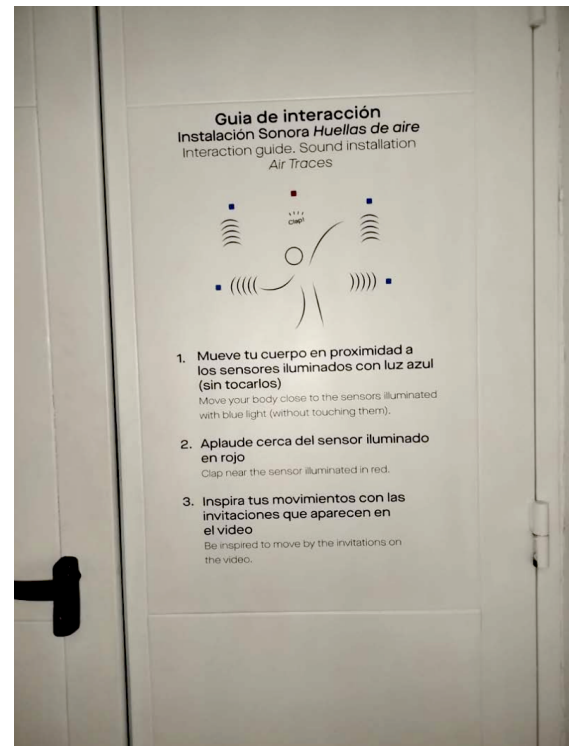 Guia de interacción
Instalación Sonora Huellas de aire
Interaction guide. Sound installation
Air Traces
Clap!
1. Mueve tu cuerpo en proximidad a
los sensores iluminados con luz azul
(sin tocarlos)
Move your body close to the sensors illuminated
with blue light (without touching them).
2. Aplaude cerca del sensor iluminado
en rojo
Clap near the sensor illuminated in red.
3. Inspira tus movimientos con las
invitaciones que aparecen en
el video
Be inspired to move by the invitations on
the video.